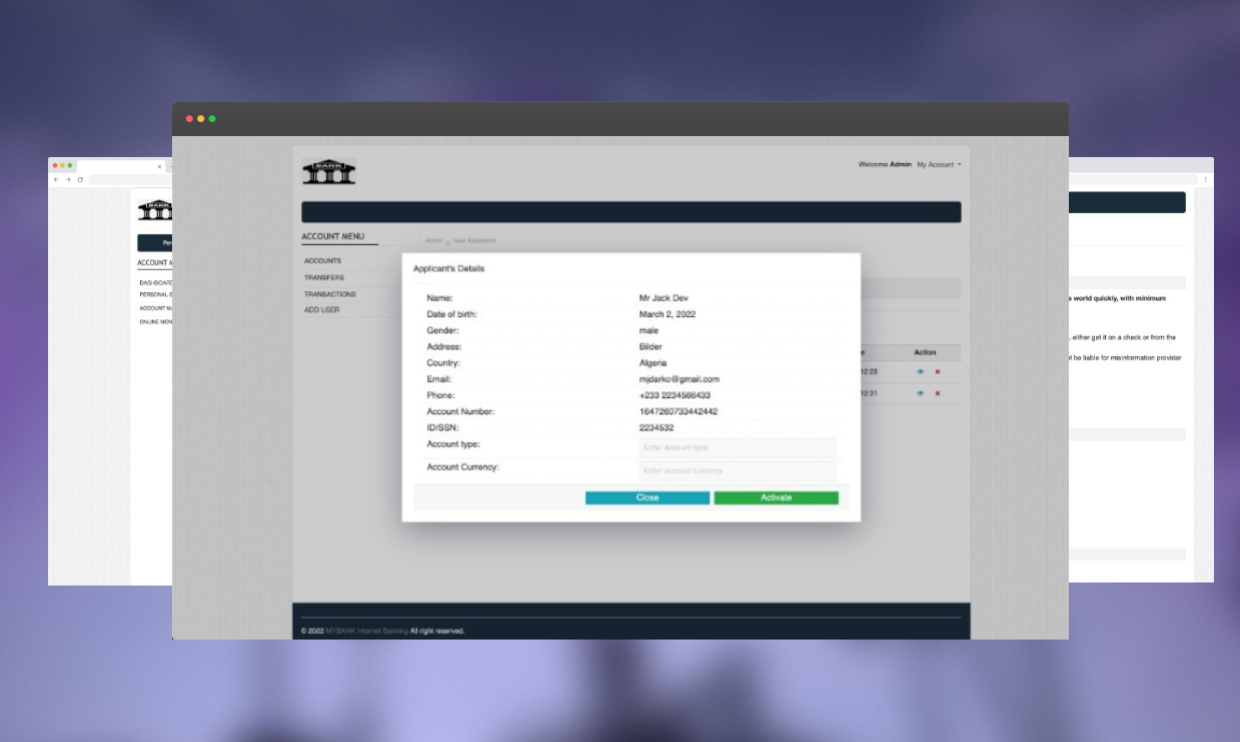 BANK
Welcome Admin My Account
ACCOUNT MENU
Admin New Applicants
ACCOUNTS
TRANSFERS
TRANSACTIONS
ADD USER
Applicant's Details
Name: Mr Jack Dev
Date of birth: March 2, 2022
Gender: male
Address: Bilder
Country: Algeria
Email: mjdarko@gmail.com
Phone: +233 2234566433
Account Number: 1647260733442442
ID/SSN: 2234532
Account type: Enter account type
Account Currency: Enter account currency
Close Activate
Action
12:25
12:31
© 2022 MYBANK Internet Banking All right reserved.
BANK
ACCOUNT
DASHBOARD
PERSONAL
ACCOUNT
ONLINE
world quickly, with minimum
, either get it on a check or from the
be liable for misinformation provider